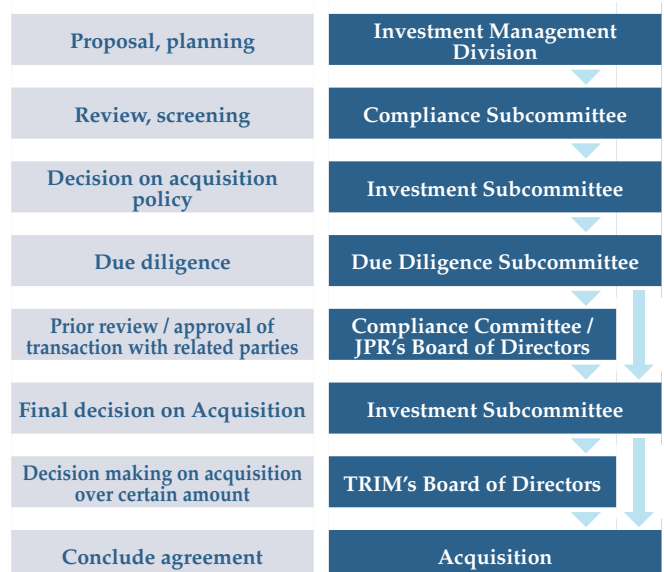 Proposal, planning
Investment Management
Division
Review, screening
Compliance Subcommittee
Decision on acquisition
policy
Investment Subcommittee
Due diligence
Due Diligence Subcommittee
Prior review / approval of
transaction with related parties
Compliance Committee /
JPR’s Board of Directors
Final decision on Acquisition
Investment Subcommittee
Decision making on acquisition
over certain amount
TRIM’s Board of Directors
Conclude agreement
Acquisition